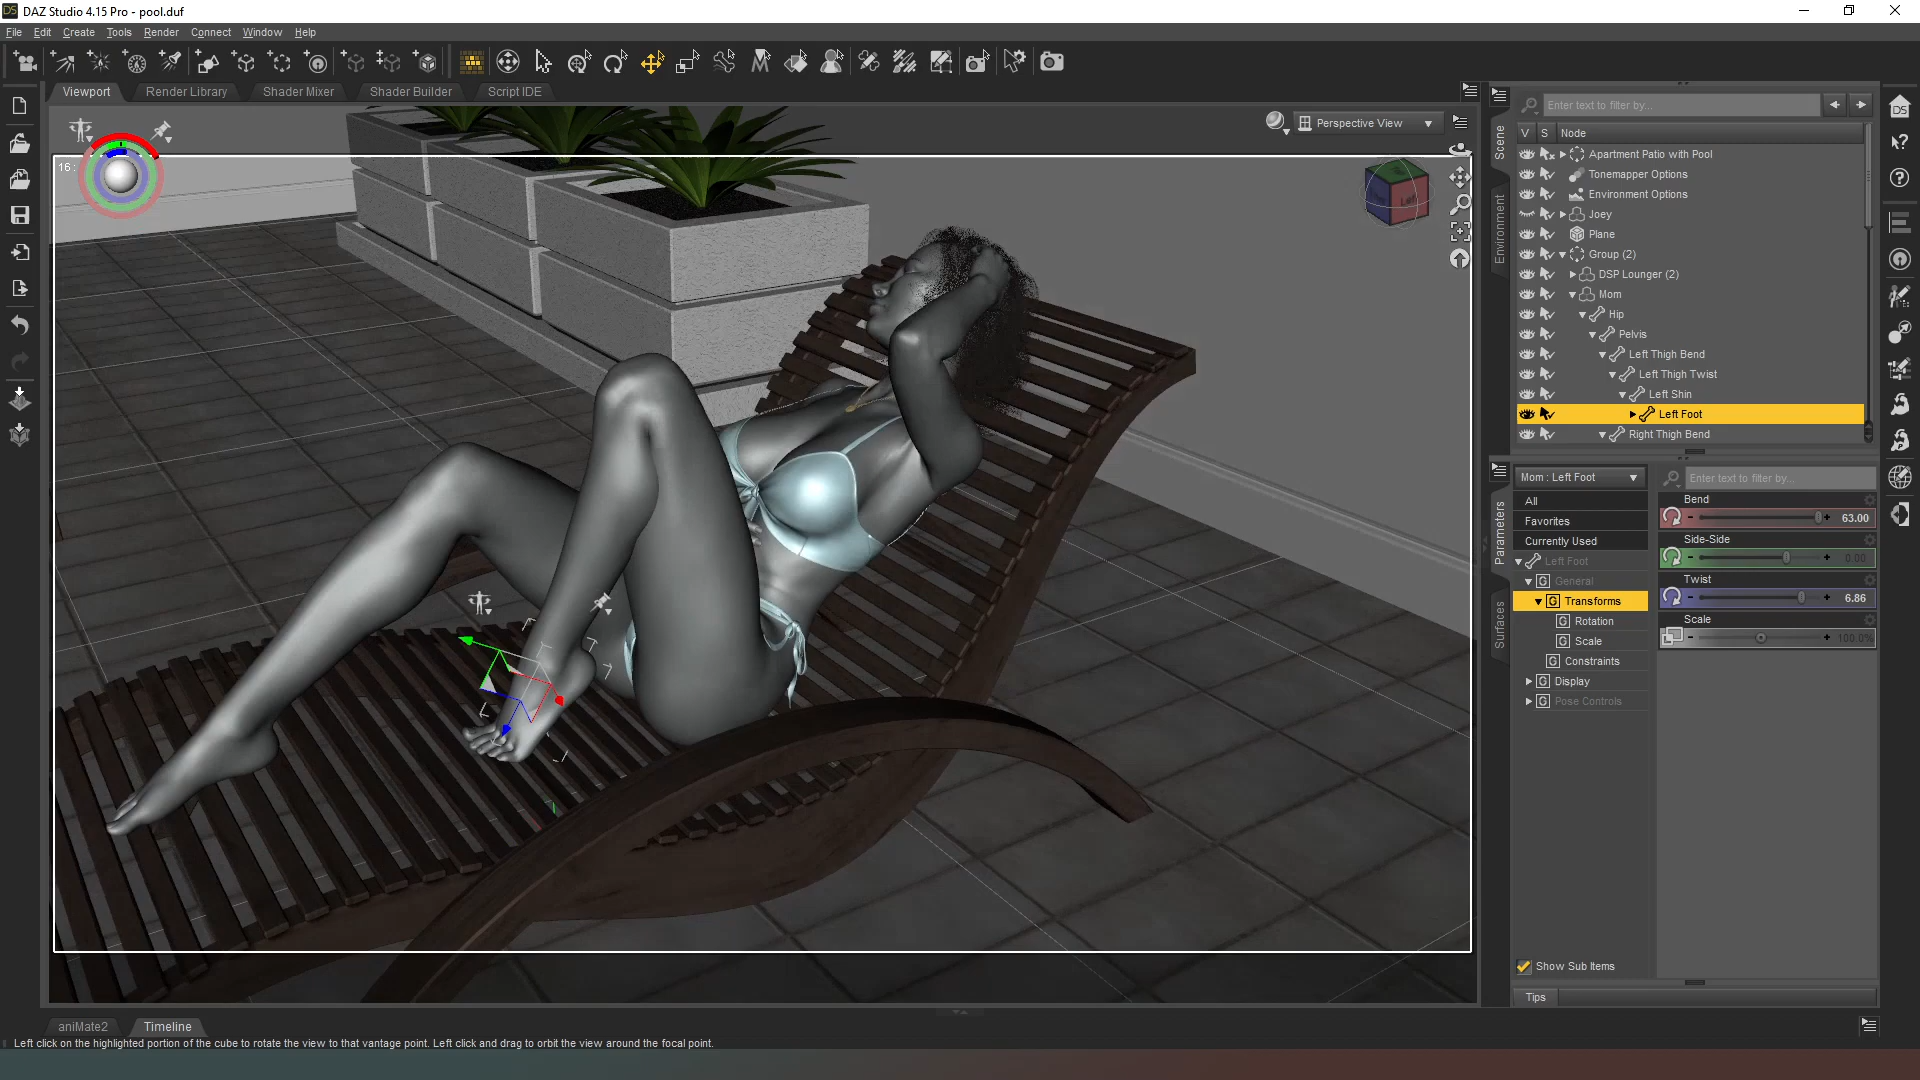 DAZ Studio 4.15 Pro - pool.duf
File Edit Create Tools Render Connect Window Help
Viewport Render Library Shader Mixer Shader Builder Script IDE
Enter text to filter by...
Perspective View
V S Node
16 :
Scene
Environment
Apartment Patio with Pool
Tonemapper Options
Environment Options
Joey
Plane
Group (2)
DSP Lounger (2)
Mom
Hip
Pelvis
Left Thigh Bend
Left Thigh Twist
Left Shin
Left Foot
Right Thigh Bend
Left
Parameters
Surfaces
Mom : Left Foot
Enter text to filter by...
All
Favorites
Currently Used
Left Foot
General
Transforms
Rotation
Scale
Constraints
Display
Pose Controls
Bend
63.00
Side-Side
0.00
Twist
6.86
Scale
100.0%
Show Sub Items
Tips
aniMate2 Timeline
Left click on the highlighted portion of the cube to rotate the view to that vantage point. Left click and drag to orbit the view around the focal point.